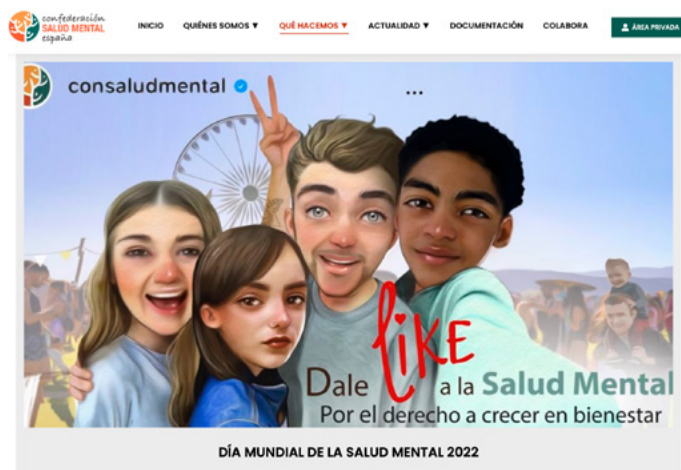 confederación
SALUD MENTAL
españa
INICIO QUIÉNES SOMOS ▼ QUÉ HACEMOS ▼ ACTUALIDAD ▼ DOCUMENTACIÓN COLABORA ÁREA PRIVADA
consaludmental
...
Dale liKE a la Salud Mental
Por el derecho a crecer en bienestar
DÍA MUNDIAL DE LA SALUD MENTAL 2022